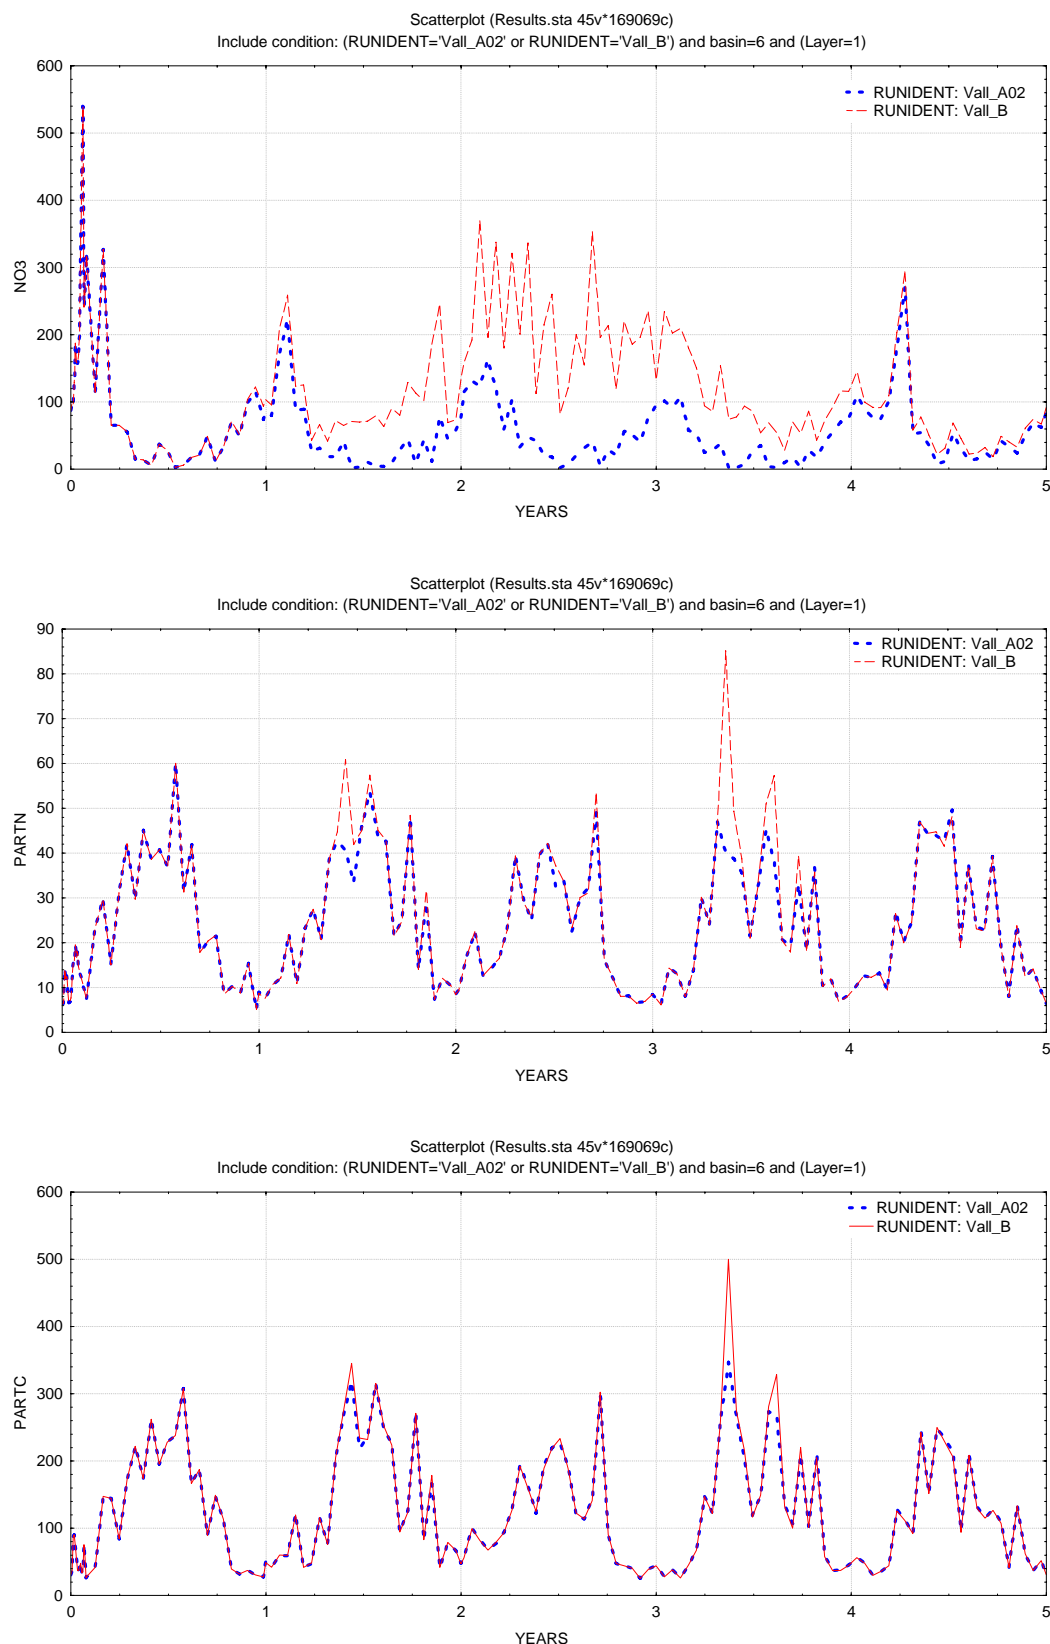 Scatterplot (Results.sta 45v*169069c)
Include condition: (RUNIDENT='Vall_A02' or RUNIDENT='Vall_B') and basin=6 and (Layer=1)
RUNIDENT: Vall_A02
RUNIDENT: Vall_B
600
500
400
300
200
100
0
NO3
0 1 2 3 4 5
YEARS
Scatterplot (Results.sta 45v*169069c)
Include condition: (RUNIDENT='Vall_A02' or RUNIDENT='Vall_B') and basin=6 and (Layer=1)
RUNIDENT: Vall_A02
RUNIDENT: Vall_B
90
80
70
60
50
40
30
20
10
0
PARTN
0 1 2 3 4 5
YEARS
Scatterplot (Results.sta 45v*169069c)
Include condition: (RUNIDENT='Vall_A02' or RUNIDENT='Vall_B') and basin=6 and (Layer=1)
RUNIDENT: Vall_A02
RUNIDENT: Vall_B
600
500
400
300
200
100
0
PARTC
0 1 2 3 4 5
YEARS